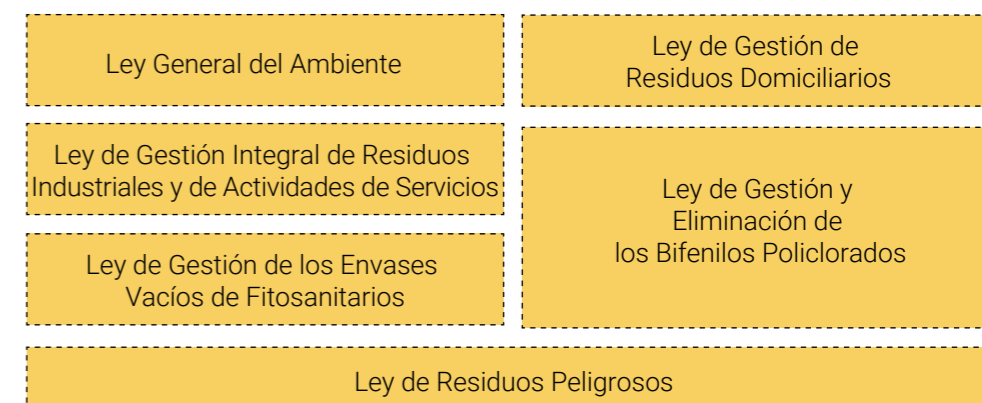 Ley General del Ambiente
Ley de Gestión de
Residuos Domiciliarios
Ley de Gestión Integral de Residuos
Industriales y de Actividades de Servicios
Ley de Gestión y
Eliminación de
los Bifenilos Policlorados
Ley de Gestión de los Envases
Vacíos de Fitosanitarios
Ley de Residuos Peligrosos